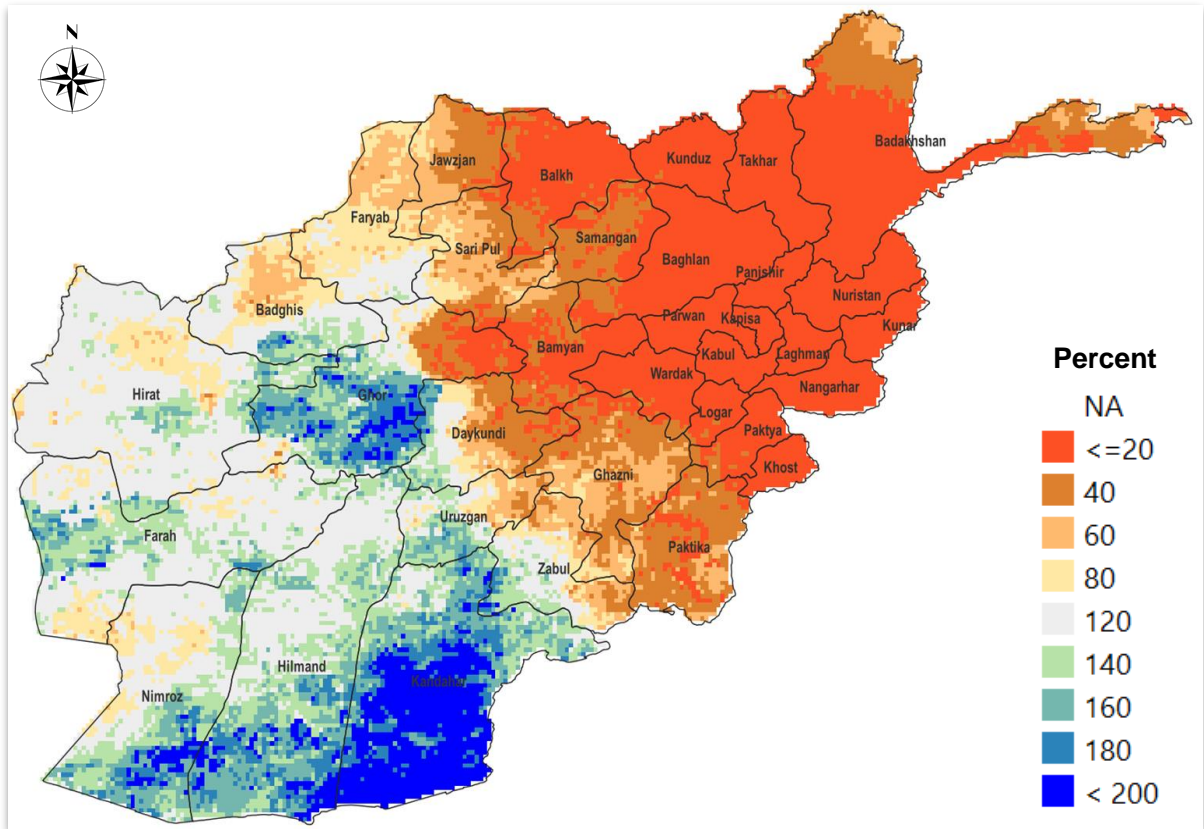 N
Badakhshan
Jawzjan
Balkh
Kunduz
Takhar
Faryab
Sari Pul
Samangan
Baghlan
Panjshir
Nuristan
Badghis
Parwan
Kapisa
Kunar
Bamyan
Kabul
Laghman
Hirat
Ghor
Wardak
Nangarhar
Daykundi
Logar
Paktya
Ghazni
Khost
Uruzgan
Farah
Paktika
Zabul
Hilmand
Kandahar
Nimroz
Percent
NA
<=20
40
60
80
120
140
160
180
< 200